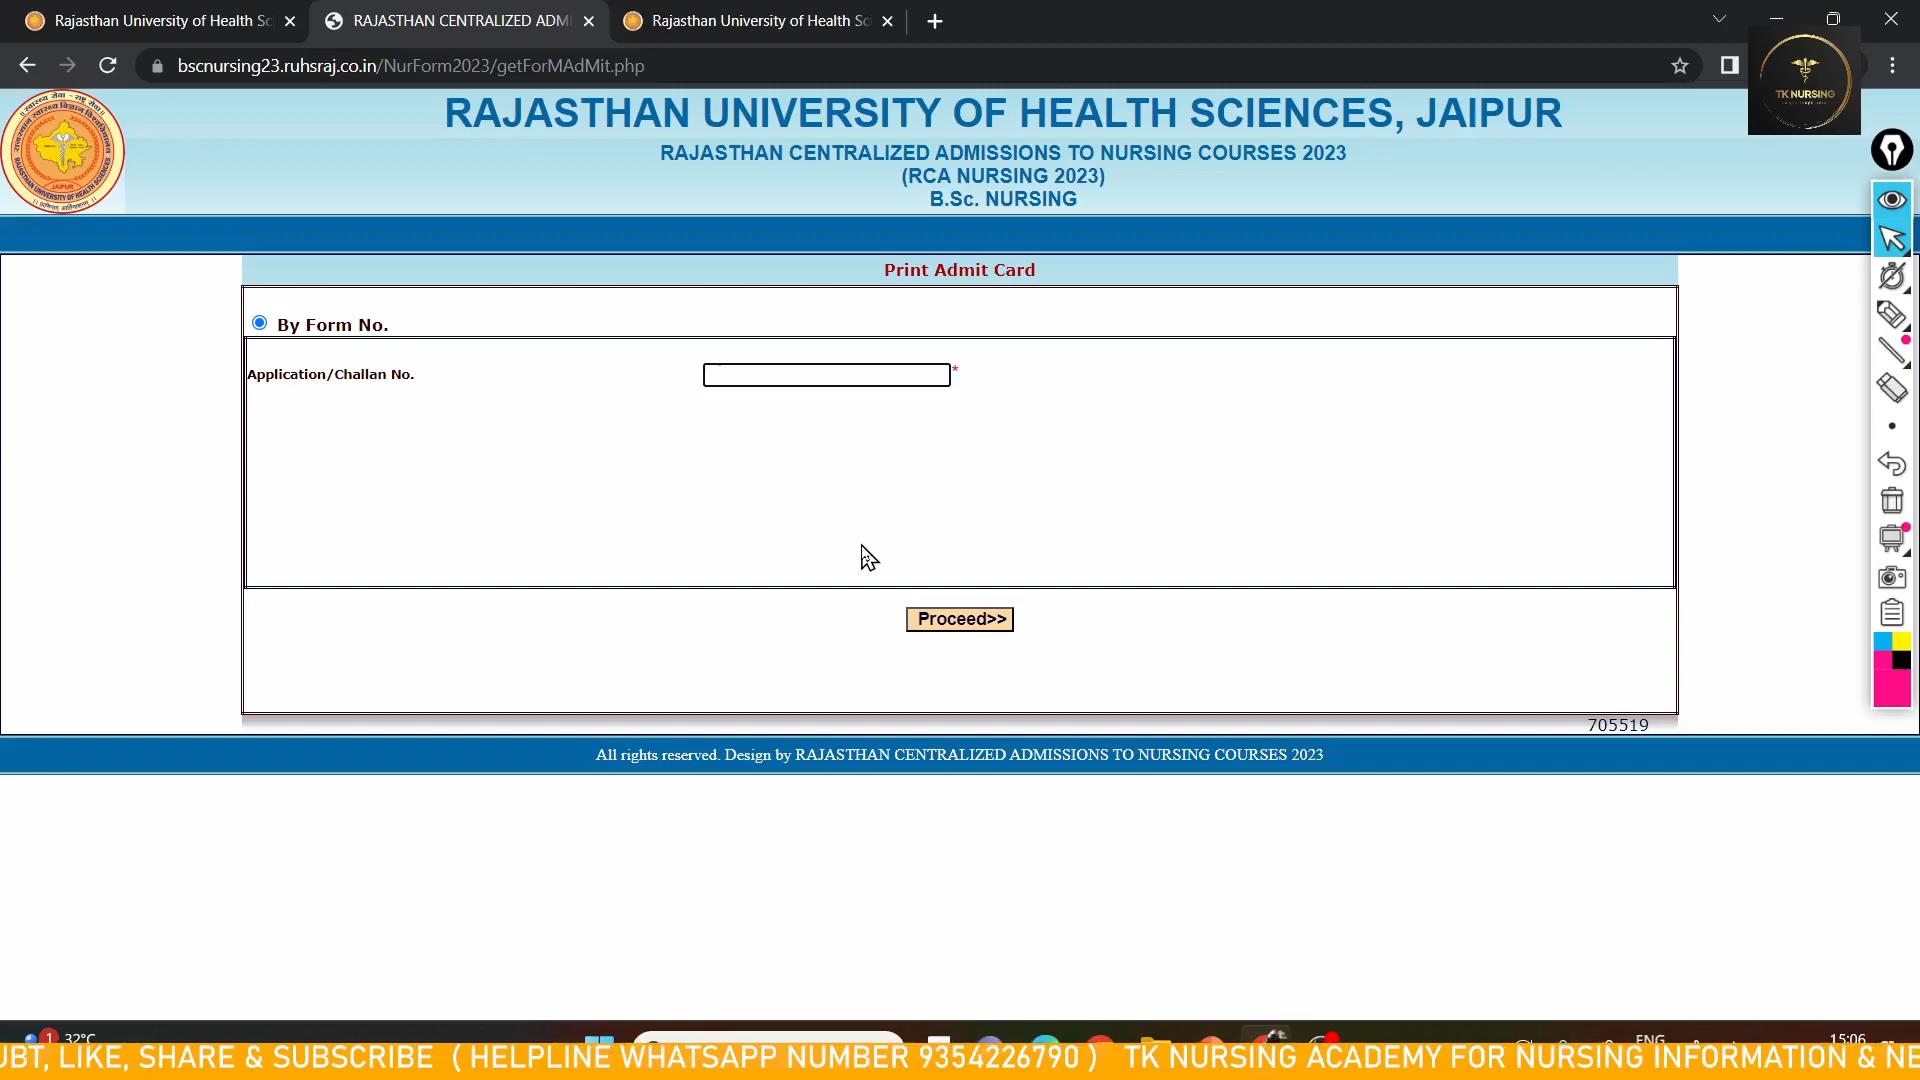 Rajasthan University of Health Sc
RAJASTHAN CENTRALIZED ADM
Rajasthan University of Health Sc
bscnursing23.ruhsraj.co.in/NurForm2023/getForMAdMit.php
TK NURSING
RAJASTHAN UNIVERSITY OF HEALTH SCIENCES, JAIPUR
RAJASTHAN CENTRALIZED ADMISSIONS TO NURSING COURSES 2023
(RCA NURSING 2023)
B.Sc. NURSING
JAIPUR
Print Admit Card
By Form No.
Application/Challan No.
*
Proceed>>
705519
All rights reserved. Design by RAJASTHAN CENTRALIZED ADMISSIONS TO NURSING COURSES 2023
1
32°C
ENG
15:06
UBT, LIKE, SHARE & SUBSCRIBE ( HELPLINE WHATSAPP NUMBER 9354226790 ) TK NURSING ACADEMY FOR NURSING INFORMATION & NE